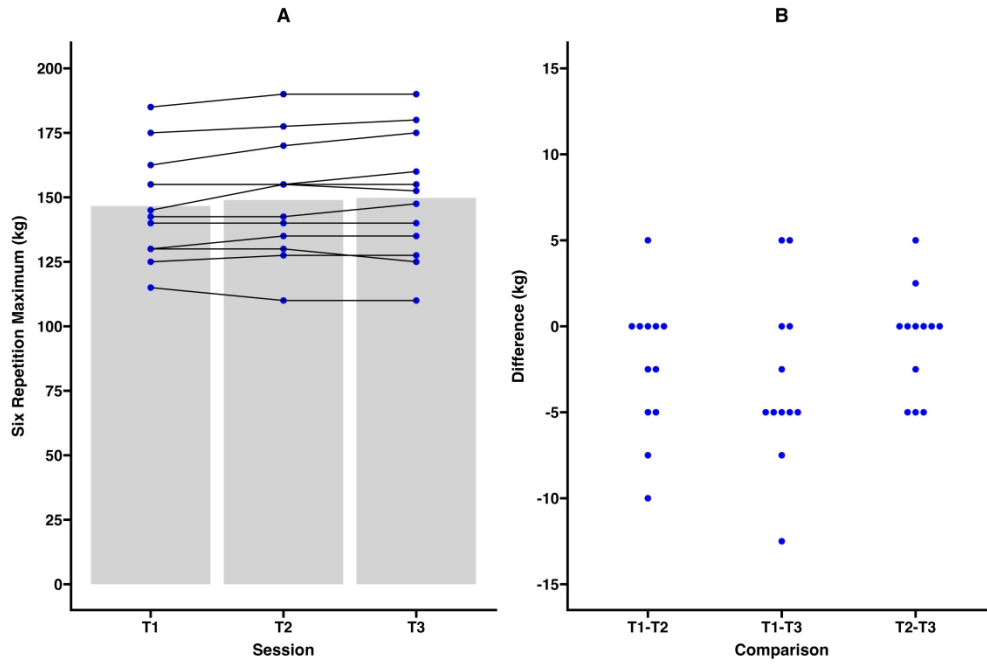 A
B
Six Repetition Maximum (kg)
200
175
150
125
100
75
50
25
0
T1
T2
T3
Session
Difference (kg)
15
10
5
0
-5
-10
-15
T1-T2
T1-T3
T2-T3
Comparison